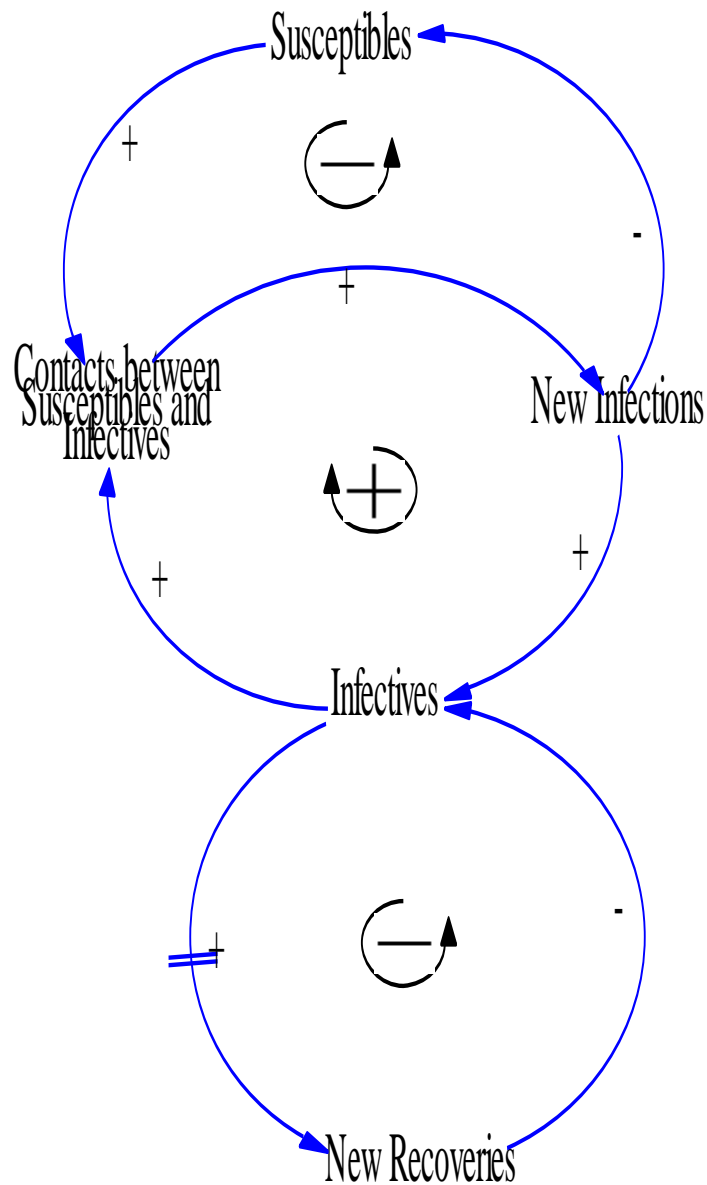 Susceptibles
+
-
+
Contacts between
Susceptibles and
Infectives
New Infections
+
+
Infectives
-
+
New Recoveries